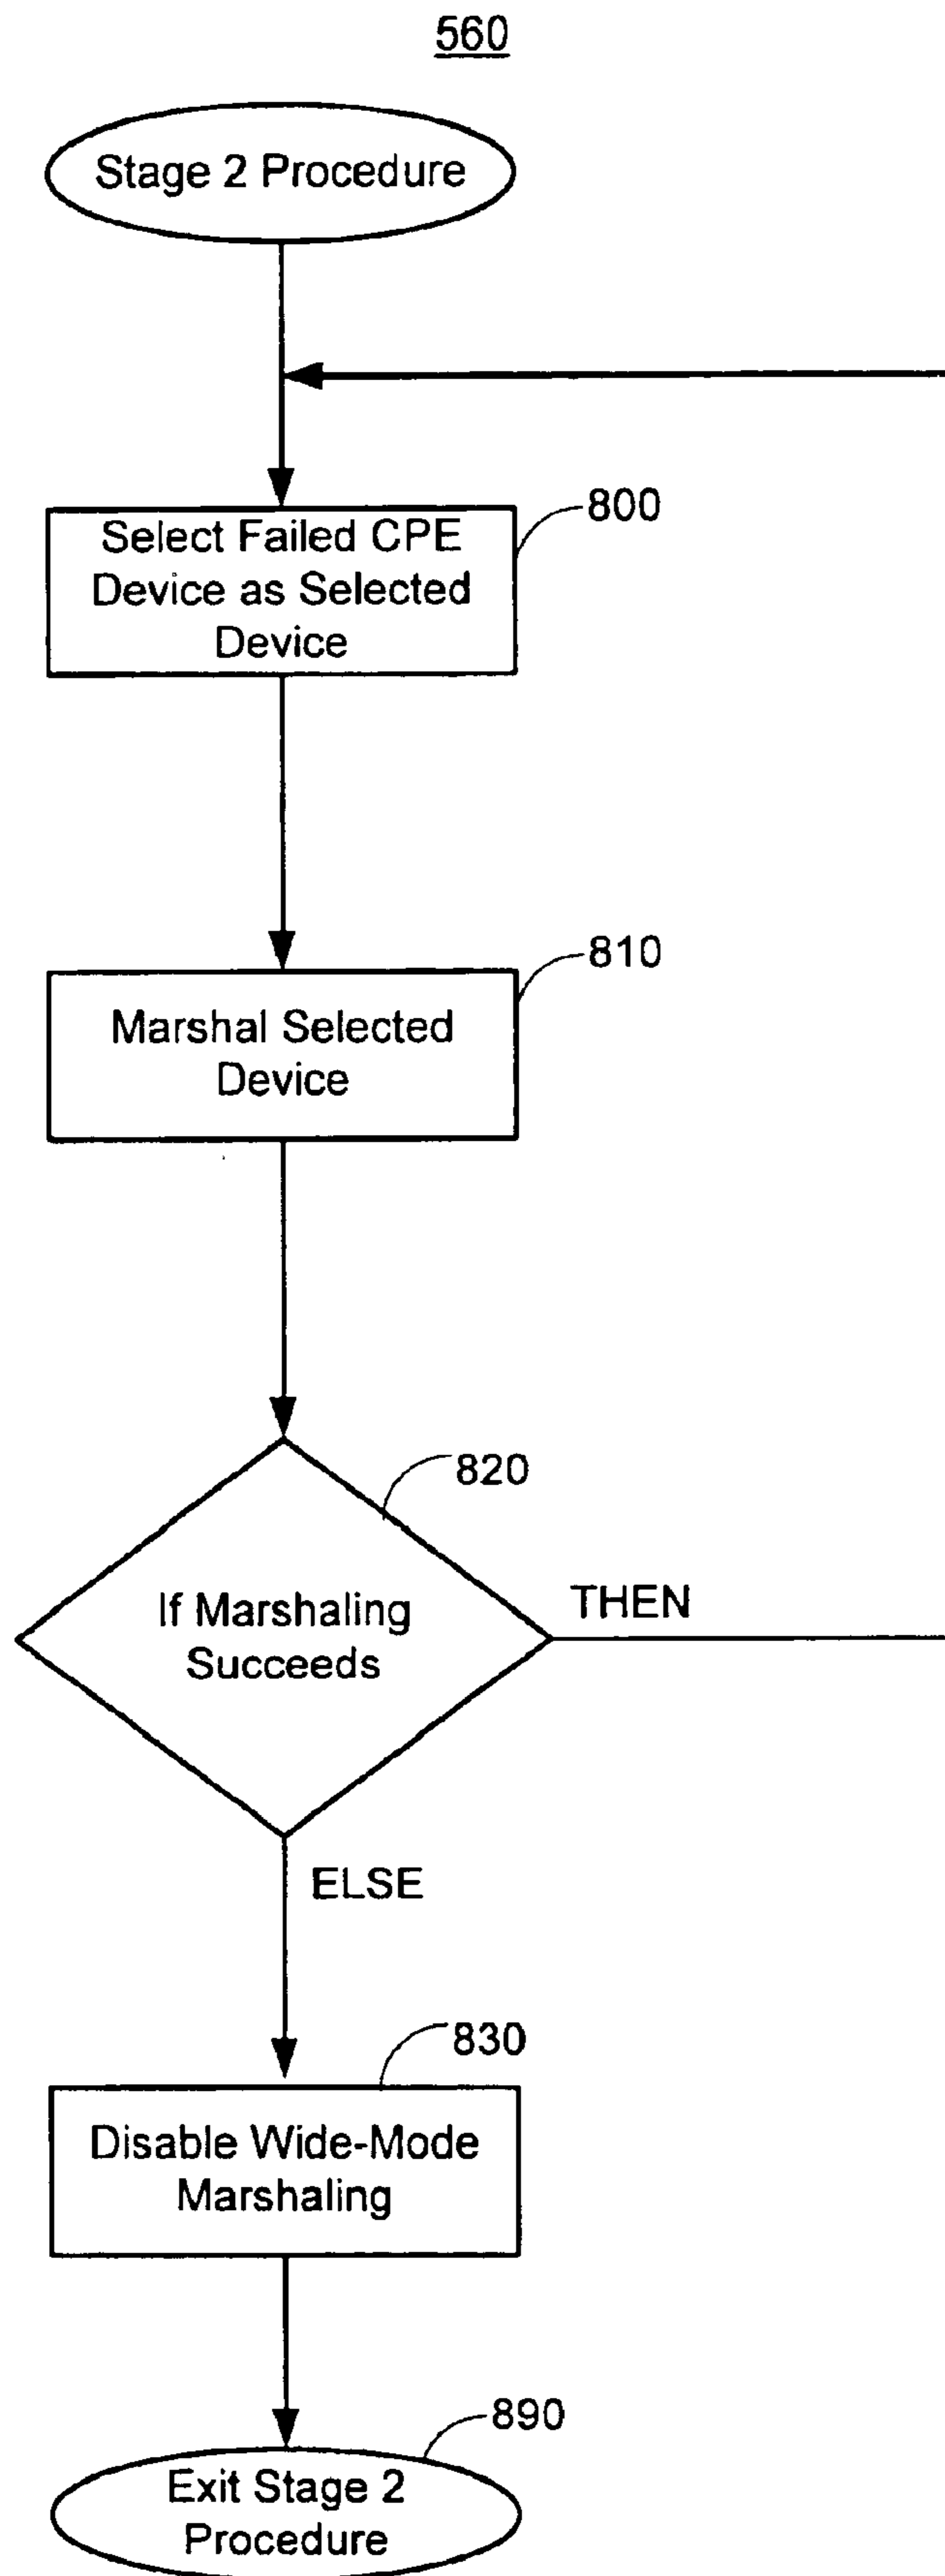 560
Stage 2 Procedure
800
Select Failed CPE
Device as Selected
Device
810
Marshal Selected
Device
820
If Marshaling
Succeeds
THEN
ELSE
830
Disable Wide-Mode
Marshaling
890
Exit Stage 2
Procedure